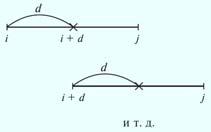 d
i i + d j
d
i + d j
и т. д.